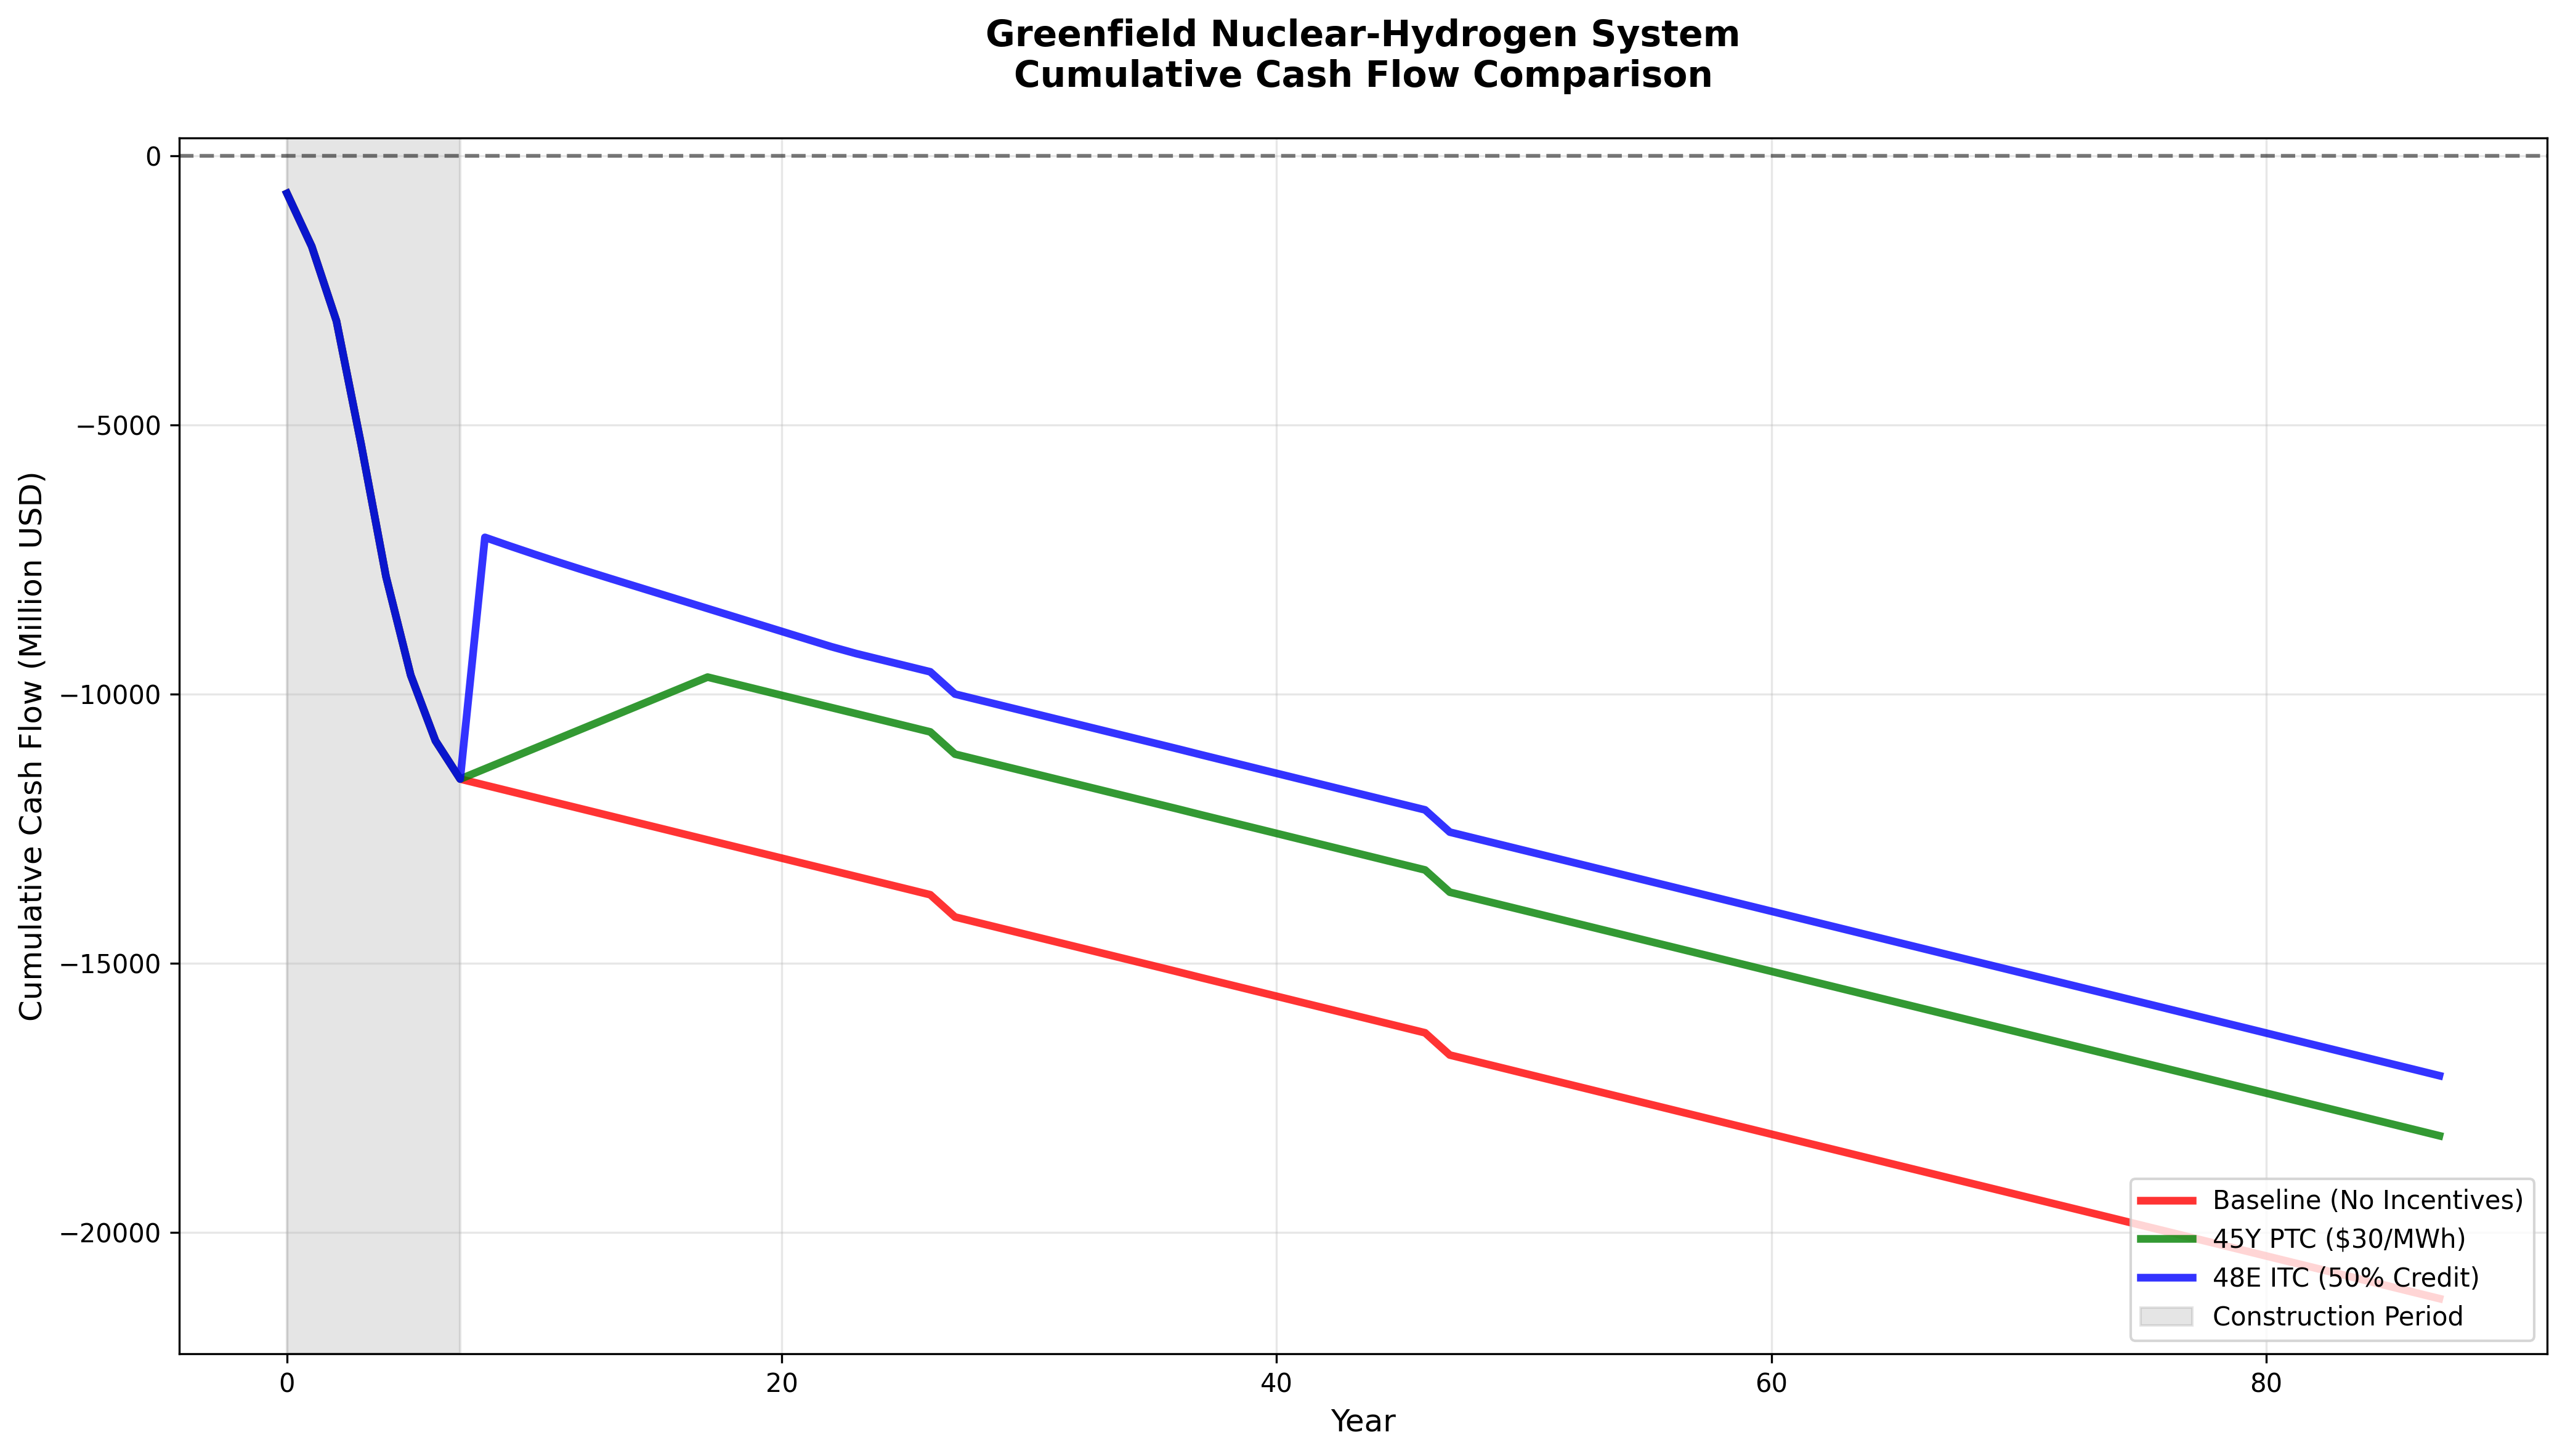 Greenfield Nuclear-Hydrogen System
Cumulative Cash Flow Comparison
Cumulative Cash Flow (Million USD)
0
−5000
−10000
−15000
−20000
0
20
40
60
80
Year
Baseline (No Incentives)
45Y PTC ($30/MWh)
48E ITC (50% Credit)
Construction Period